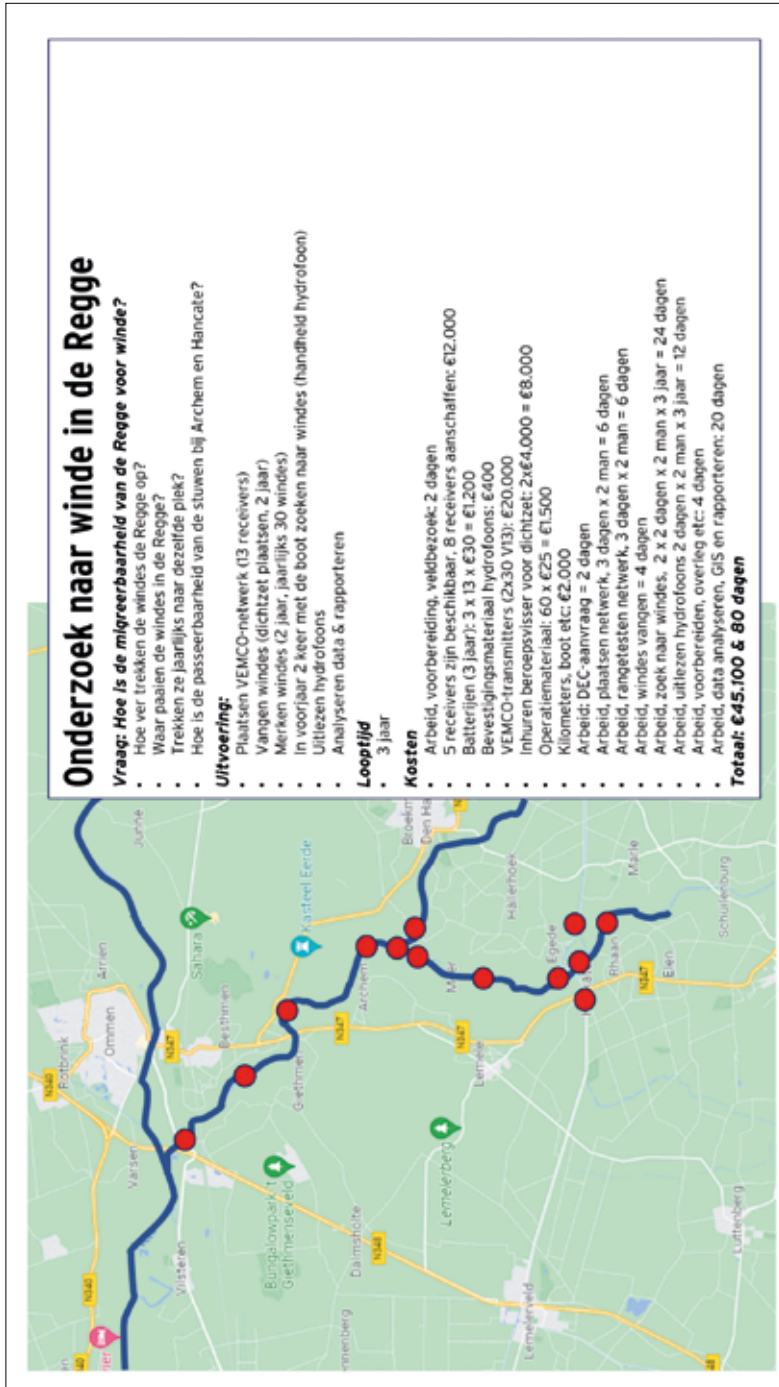 Onderzoek naar winde in de Regge
Vraag: Hoe is de migreerbaarheid van de Regge voor winde?
• Hoe ver trekken de windes de Regge op?
• Waar paaien de windes in de Regge?
• Trekken ze jaarlijks naar dezelfde plek?
• Hoe is de passeerbaarheid van de stuwen bij Archem en Hancate?
Uitvoering:
• Plaatsen VEMCO-netwerk (13 receivers)
• Vangen windes (dichtzet plaatsen, 2 jaar)
• Merken windes (2 jaar, jaarlijks 30 windes)
• In voorjaar 2 keer met de boot zoeken naar windes (handheld hydrofoon)
• Uitlezen hydrofoons
• Analyseren data & rapporteren
Looptijd
• 3 jaar
Kosten
• Arbeid, voorbereiding, veldbezoek: 2 dagen
• 5 receivers zijn beschikbaar, 8 receivers aanschaffen: €12.000
• Batterijen (3 jaar): 3 x 13 x €30 = €1.200
• Bevestigingsmateriaal hydrofoons: €400
• VEMCO-transmitters (2x30 V13): €20.000
• Inhuren beroepsvisser voor dichtzet: 2x€4.000 = €8.000
• Operatiemateriaal: 60 x €25 = €1.500
• Kilometers, boot etc: €2.000
• Arbeid; DEC-aanvraag = 2 dagen
• Arbeid, plaatsen netwerk, 3 dagen x 2 man = 6 dagen
• Arbeid, rangetesten netwerk, 3 dagen x 2 man = 6 dagen
• Arbeid, windes vangen = 4 dagen
• Arbeid, zoek naar windes, 2 x 2 dagen x 2 man x 3 jaar = 24 dagen
• Arbeid, uitlezen hydrofoons 2 dagen x 2 man x 3 jaar = 12 dagen
• Arbeid, voorbereiden, overleg etc: 4 dagen
• Arbeid, data analyseren, GIS en rapporteren: 20 dagen
Totaal: €45.100 & 80 dagen
N340
Rotbrink
Arrien
Junne
Varsen
Ommen
N340
Vilsteren
N347
Besthmen
Sahara
Bungalowpark 't
Giethmenseveld
Giethmen
Kasteel Eerde
Dalmsholte
N347
Archem
Broekm
Den Ha
N348
Lemelerberg
Lemele
N347
Hallerhoek
Egede
Lemelerveld
Rhaan
Marle
N347
Elen
Schuilenburg
Luttenberg
nnenberg
48